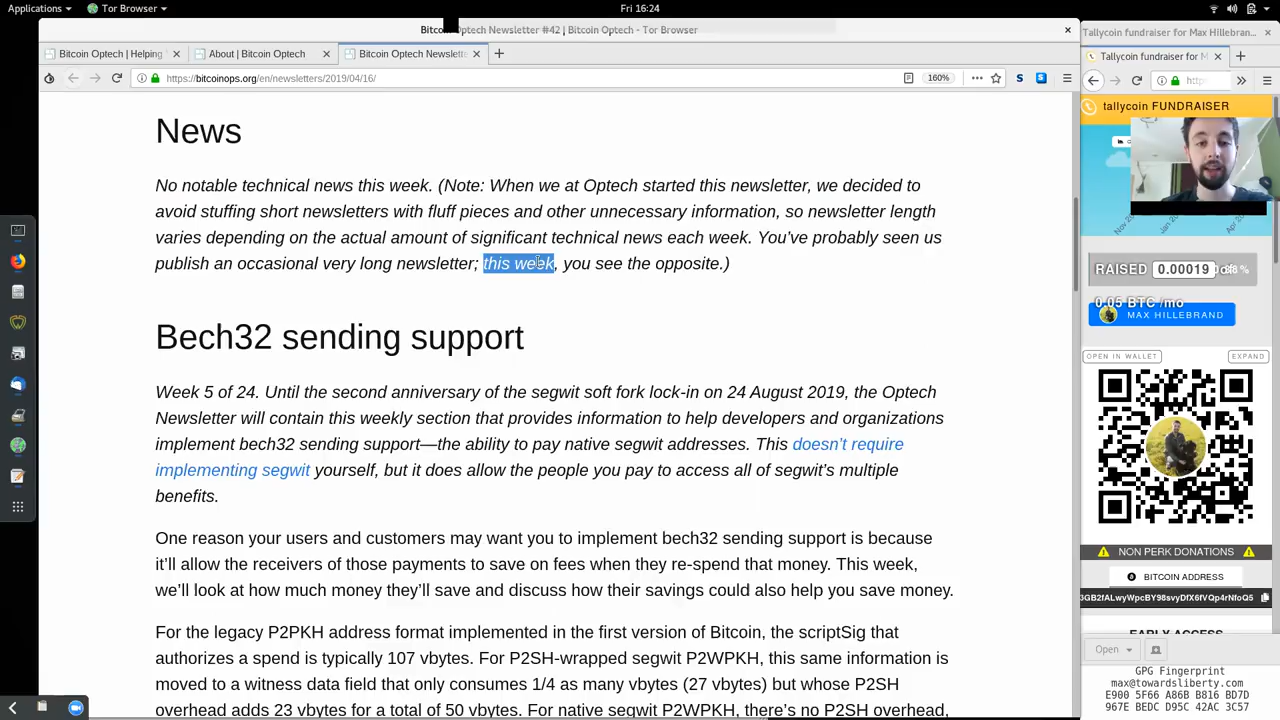 Applications
Tor Browser
Fri 16:24
Bitcoin Optech Newsletter #42 | Bitcoin Optech - Tor Browser
Tallycoin fundraiser for Max Hillebran...
Bitcoin Optech | Helping
About | Bitcoin Optech
Bitcoin Optech Newslett
Tallycoin fundraiser for M
https://bitcoinops.org/en/newsletters/2019/04/16/
160%
tallycoin FUNDRAISER
News
No notable technical news this week. (Note: When we at Optech started this newsletter, we decided to
avoid stuffing short newsletters with fluff pieces and other unnecessary information, so newsletter length
varies depending on the actual amount of significant technical news each week. You’ve probably seen us
publish an occasional very long newsletter; this week, you see the opposite.)
Bech32 sending support
Week 5 of 24. Until the second anniversary of the segwit soft fork lock-in on 24 August 2019, the Optech
Newsletter will contain this weekly section that provides information to help developers and organizations
implement bech32 sending support—the ability to pay native segwit addresses. This doesn’t require
implementing segwit yourself, but it does allow the people you pay to access all of segwit’s multiple
benefits.
One reason your users and customers may want you to implement bech32 sending support is because
it’ll allow the receivers of those payments to save on fees when they re-spend that money. This week,
we’ll look at how much money they’ll save and discuss how their savings could also help you save money.
For the legacy P2PKH address format implemented in the first version of Bitcoin, the scriptSig that
authorizes a spend is typically 107 vbytes. For P2SH-wrapped segwit P2WPKH, this same information is
moved to a witness data field that only consumes 1/4 as many vbytes (27 vbytes) but whose P2SH
overhead adds 23 vbytes for a total of 50 vbytes. For native segwit P2WPKH, there’s no P2SH overhead,
RAISED 0.00019 of
0.05 BTC /mo
MAX HILLEBRAND
OPEN IN WALLET
EXPAND
NON PERK DONATIONS
BITCOIN ADDRESS
3GB2fALwyWpcBY98svyDfX6fVQp4rNfoQ5
EARLY ACCESS
Open
GPG Fingerprint
max@towardsliberty.com
E900 5F66 A86B B816 BD7D
967E BEDC D95C 42AC 3C57